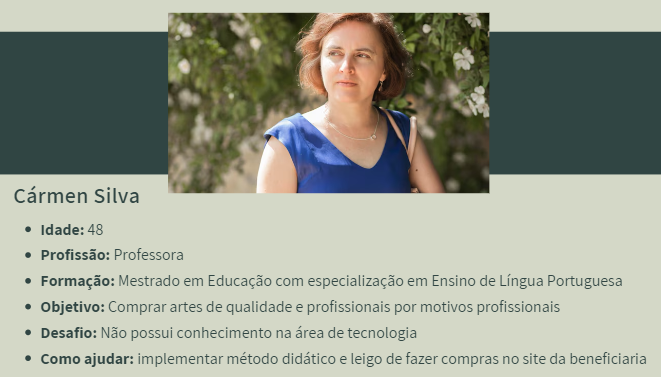 Cármen Silva
Idade: 48
Profissão: Professora
Formação: Mestrado em Educação com especialização em Ensino de Língua Portuguesa
Objetivo: Comprar artes de qualidade e profissionais por motivos profissionais
Desafio: Não possui conhecimento na área de tecnologia
Como ajudar: implementar método didático e leigo de fazer compras no site da beneficiaria